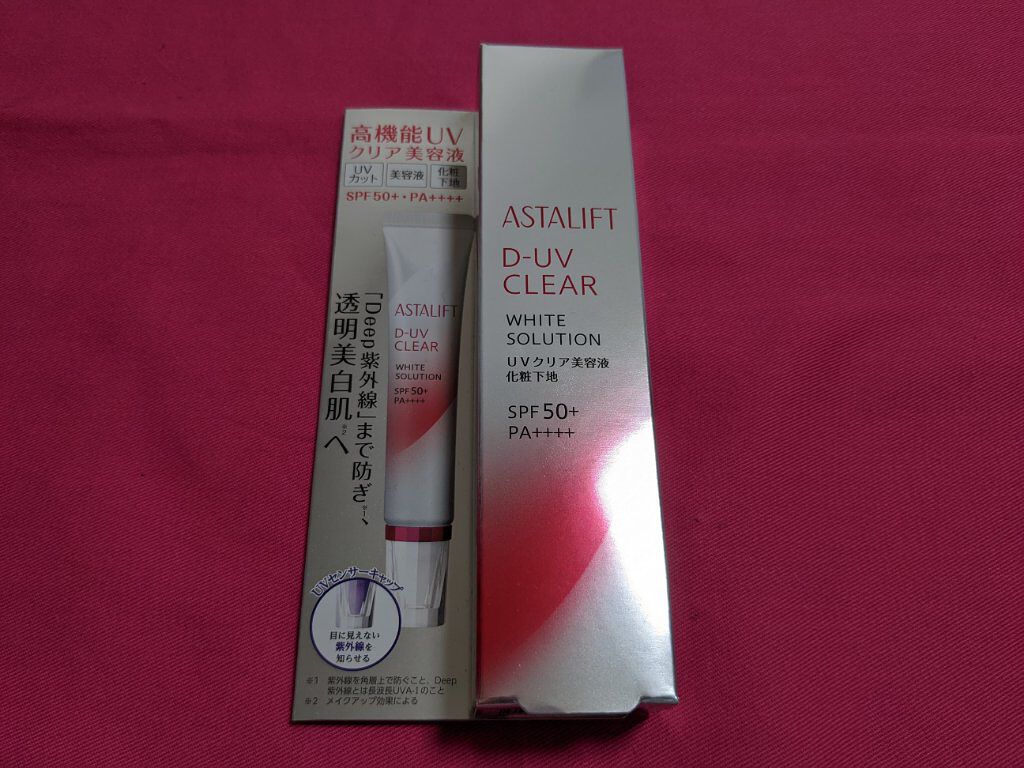 高機能UV
クリア美容液
UV
カット
美容液
化粧
下地
SPF50+・PA++++
「Deep紫外線」まで防ぎ、※1
透明美白肌へ※2
ASTALIFT
D-UV
CLEAR
WHITE
SOLUTION
SPF50+
PA++++
UVセンサーキャップ
目に見えない
紫外線を
知らせる
※1 紫外線を角層上で防ぐこと、Deep
紫外線とは長波長UVA-Iのこと
※2 メイクアップ効果による
ASTALIFT
D-UV
CLEAR
WHITE
SOLUTION
UVクリア美容液
化粧下地
SPF50+
PA++++